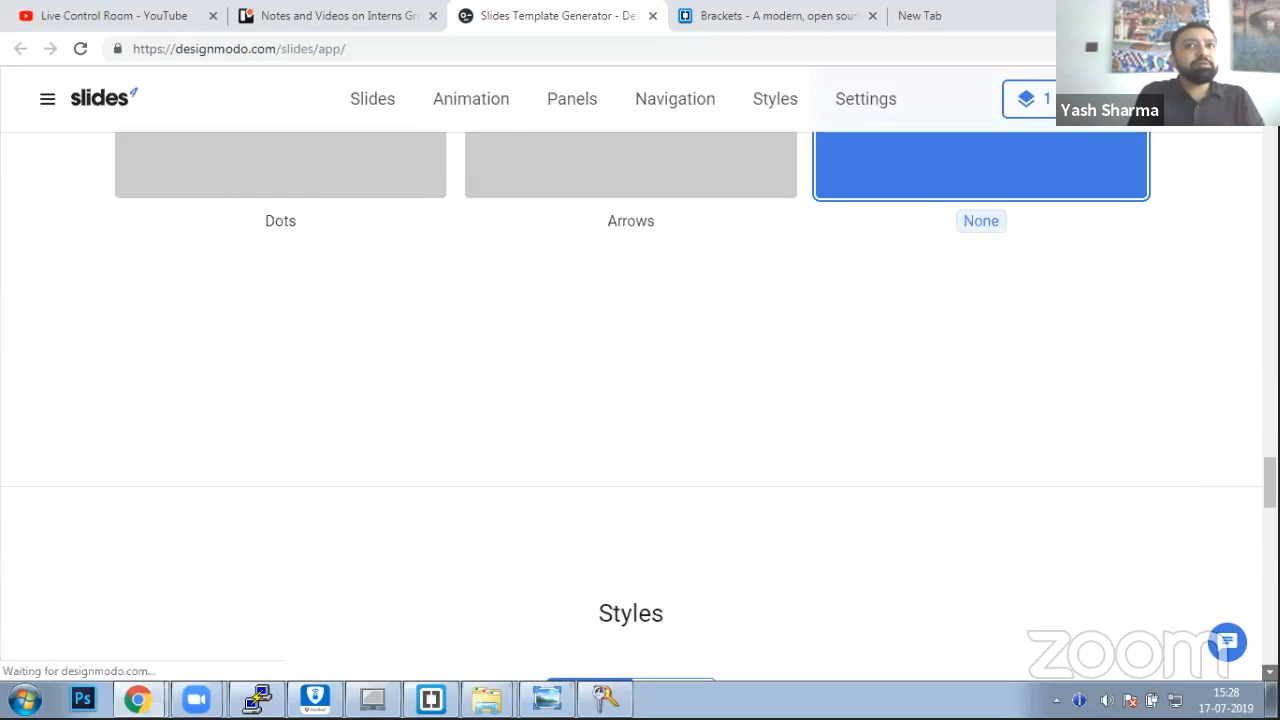 Live Control Room - YouTube
Notes and Videos on Interns Gr
Slides Template Generator - De
Brackets - A modern, open sour
New Tab
https://designmodo.com/slides/app/
slides 4
Slides
Animation
Panels
Navigation
Styles
Settings
1
Yash Sharma
Dots
Arrows
None
Styles
zoom
Waiting for designmodo.com...
Ps
15:28
17-07-2019